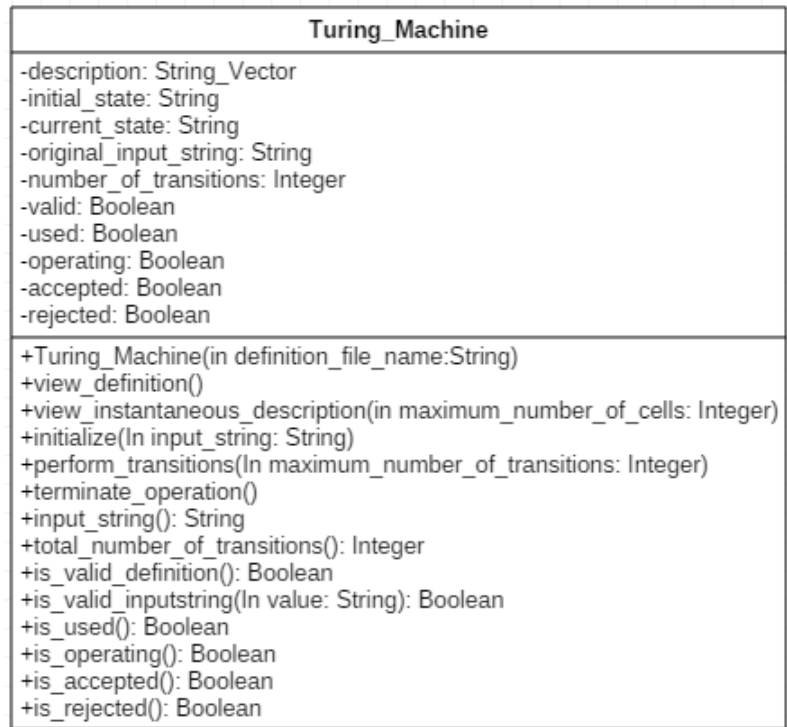 Turing_Machine
-description: String_Vector
-initial_state: String
-current_state: String
-original_input_string: String
-number_of_transitions: Integer
-valid: Boolean
-used: Boolean
-operating: Boolean
-accepted: Boolean
-rejected: Boolean
+Turing_Machine(in definition_file_name:String)
+view_definition()
+view_instantaneous_description(in maximum_number_of_cells: Integer)
+initialize(In input_string: String)
+perform_transitions(In maximum_number_of_transitions: Integer)
+terminate_operation()
+input_string(): String
+total_number_of_transitions(): Integer
+is_valid_definition(): Boolean
+is_valid_inputstring(In value: String): Boolean
+is_used(): Boolean
+is_operating(): Boolean
+is_accepted(): Boolean
+is_rejected(): Boolean